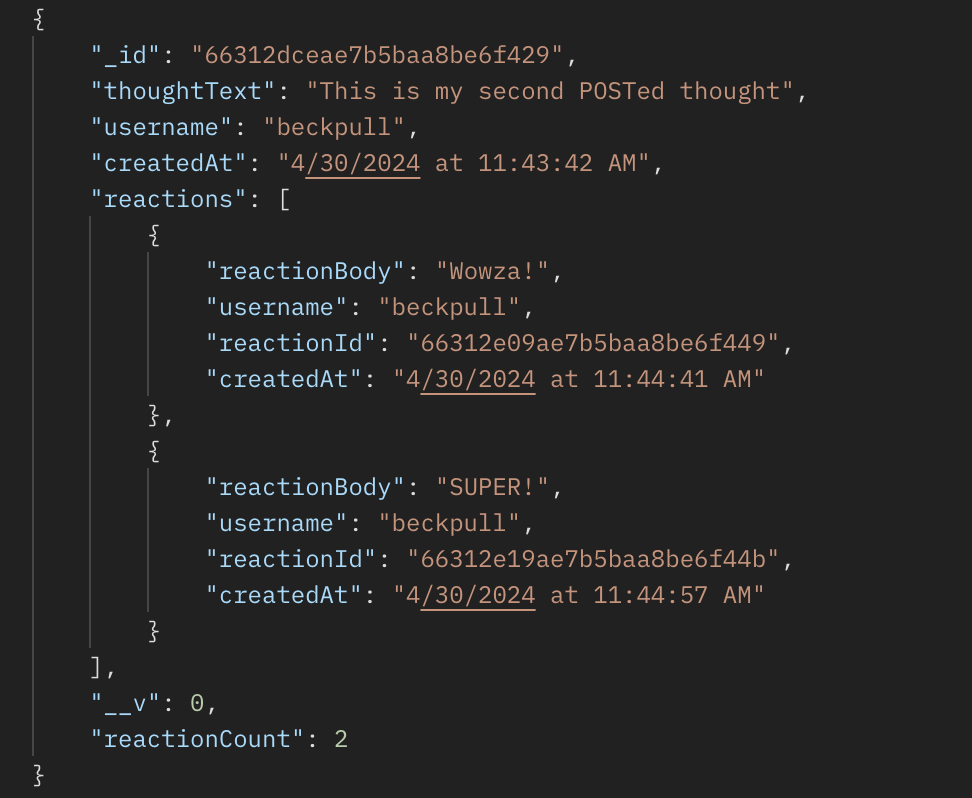 {
    "_id": "66312dceae7b5baa8be6f429",
    "thoughtText": "This is my second POSTed thought",
    "username": "beckpull",
    "createdAt": "4/30/2024 at 11:43:42 AM",
    "reactions": [
        {
            "reactionBody": "Wowza!",
            "username": "beckpull",
            "reactionId": "66312e09ae7b5baa8be6f449",
            "createdAt": "4/30/2024 at 11:44:41 AM"
        },
        {
            "reactionBody": "SUPER!",
            "username": "beckpull",
            "reactionId": "66312e19ae7b5baa8be6f44b",
            "createdAt": "4/30/2024 at 11:44:57 AM"
        }
    ],
    "__v": 0,
    "reactionCount": 2
}